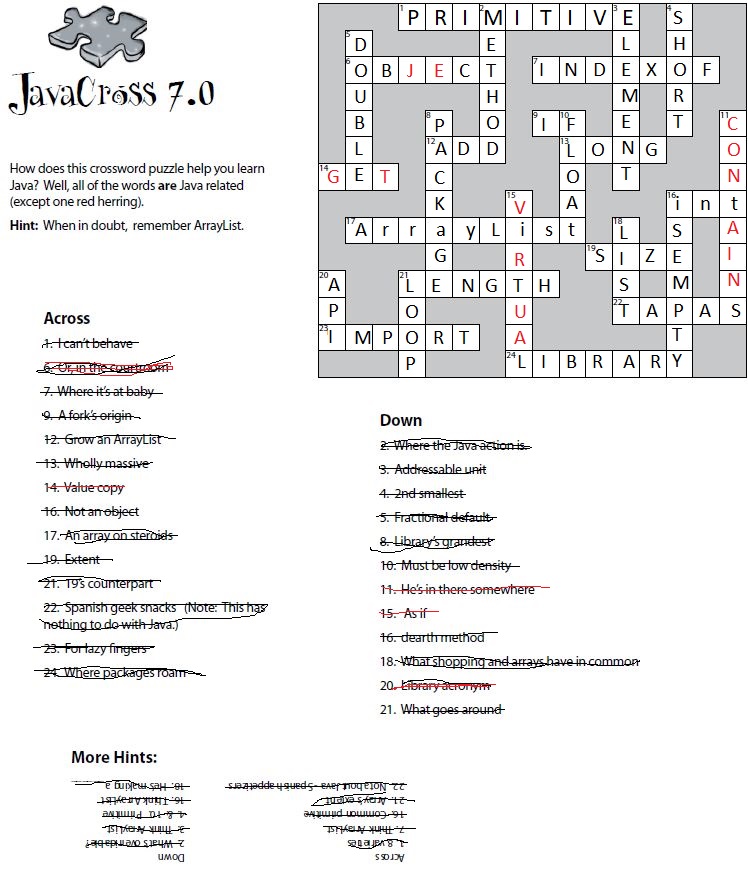 JavaCross 7.0
How does this crossword puzzle help you learn
Java? Well, all of the words are Java related
(except one red herring).
Hint: When in doubt, remember ArrayList.
1 P R I 2 M I T I V 3 E 4 S
5 D E L H
6 O B J E C T 7 I N D E X O F
U H M R
B 8 P O 9 I 10 F E T 11 C
L 12 A D D 13 L O N G O
14 G E T C O T N
K 15 V A 16 i n t
17 A r r a y L i s t 18 L S A
G R 19 S I Z E I
20 A 21 L E N G T H S M N
P O U 22 T A P A S
23 I M P O R T A T
P 24 L I B R A R Y
Across
1. I can't behave
6. Or, in the courtroom
7. Where it's at baby
9. A fork's origin
12. Grow an ArrayList
13. Wholly massive
14. Value copy
16. Not an object
17. An array on steroids
19. Extent
21. 19's counterpart
22. Spanish geek snacks (Note: This has
nothing to do with Java.)
23. For lazy fingers
24. Where packages roam
Down
2. Where the Java action is.
3. Addressable unit
4. 2nd smallest
5. Fractional default
8. Library's grandest
10. Must be low density
11. He's in there somewhere
15. As if
16. dearth method
18. What shopping and arrays have in common
20. Library acronym
21. What goes around
More Hints:
Across
1. 8 varieties
7. Think ArrayList
16. Common primitive
21. Array's extent
22. Not about Java - Spanish appetizers
Down
2. What's overridable?
3. Think ArrayList
4. & 10. Primitive
16. Think ArrayList
18. He's making a